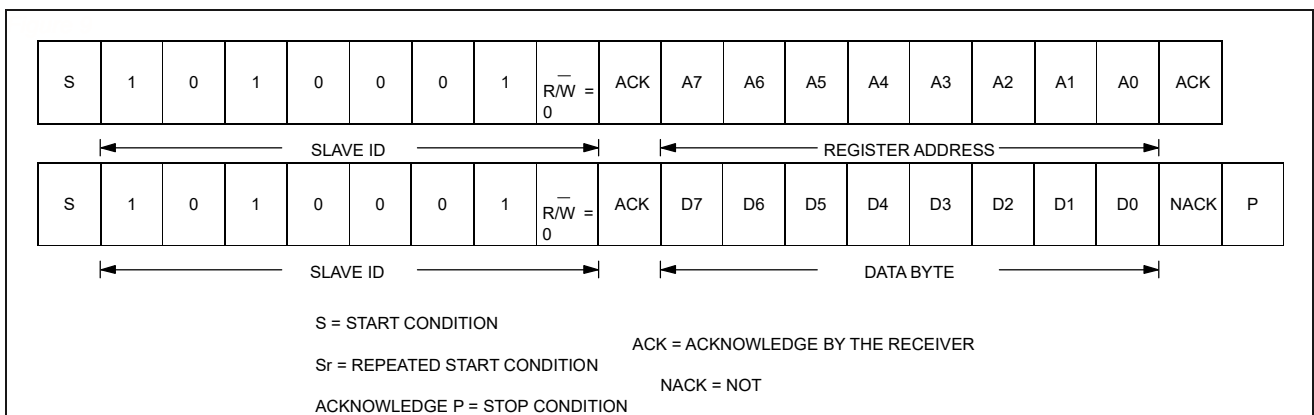 S 1 0 1 0 0 0 1 R/W̅ = 0 ACK A7 A6 A5 A4 A3 A2 A1 A0 ACK
SLAVE ID REGISTER ADDRESS
S 1 0 1 0 0 0 1 R/W̅ = 0 ACK D7 D6 D5 D4 D3 D2 D1 D0 NACK P
SLAVE ID DATA BYTE
S = START CONDITION
ACK = ACKNOWLEDGE BY THE RECEIVER
Sr = REPEATED START CONDITION
NACK = NOT
ACKNOWLEDGE P = STOP CONDITION